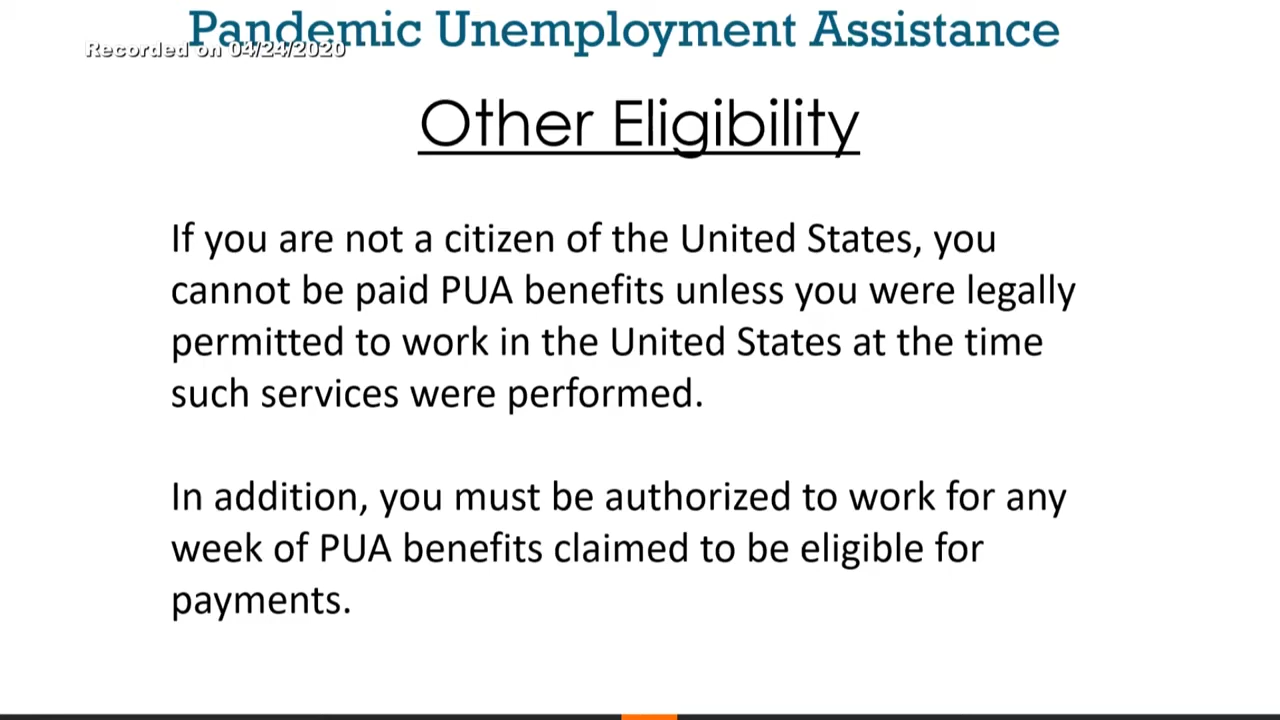 Pandemic Unemployment Assistance
Recorded on 04/24/2020
Other Eligibility
If you are not a citizen of the United States, you
cannot be paid PUA benefits unless you were legally
permitted to work in the United States at the time
such services were performed.
In addition, you must be authorized to work for any
week of PUA benefits claimed to be eligible for
payments.